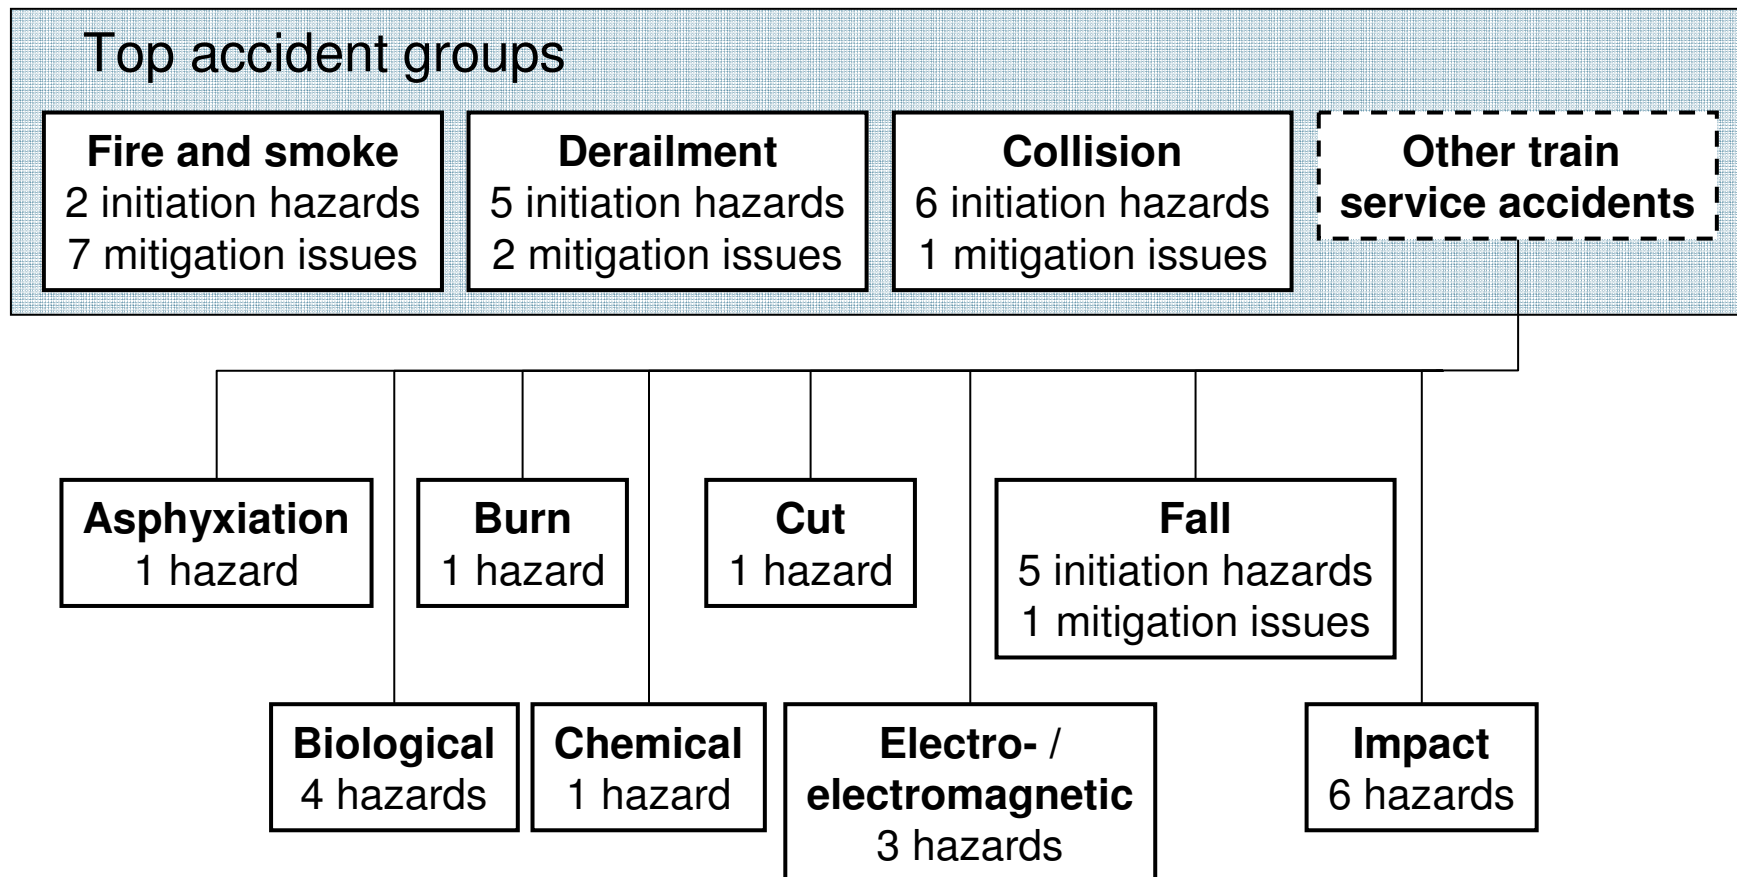 Top accident groups
Fire and smoke
2 initiation hazards
7 mitigation issues
Derailment
5 initiation hazards
2 mitigation issues
Collision
6 initiation hazards
1 mitigation issues
Other train
service accidents
Asphyxiation
1 hazard
Burn
1 hazard
Cut
1 hazard
Fall
5 initiation hazards
1 mitigation issues
Biological
4 hazards
Chemical
1 hazard
Electro- /
electromagnetic
3 hazards
Impact
6 hazards